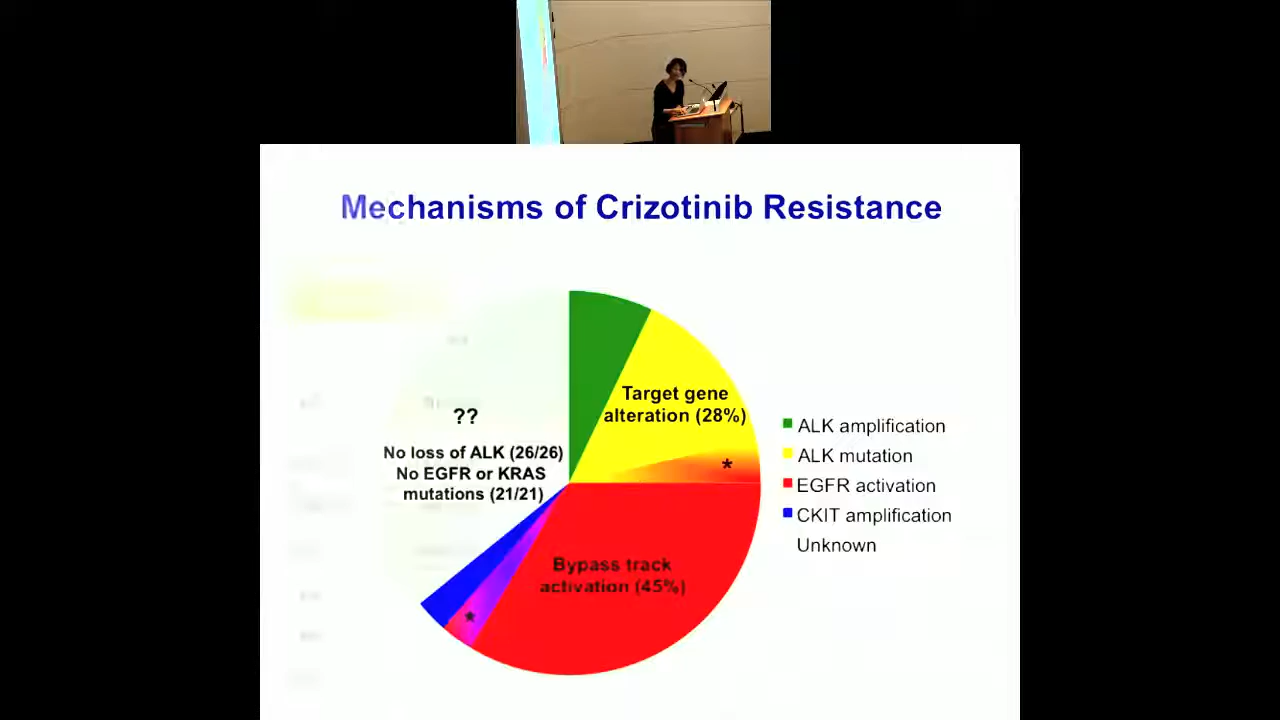 Mechanisms of Crizotinib Resistance
Target gene
alteration (28%)
*
??
No loss of ALK (26/26)
No EGFR or KRAS
mutations (21/21)
Bypass track
activation (45%)
*
ALK amplification
ALK mutation
EGFR activation
CKIT amplification
Unknown